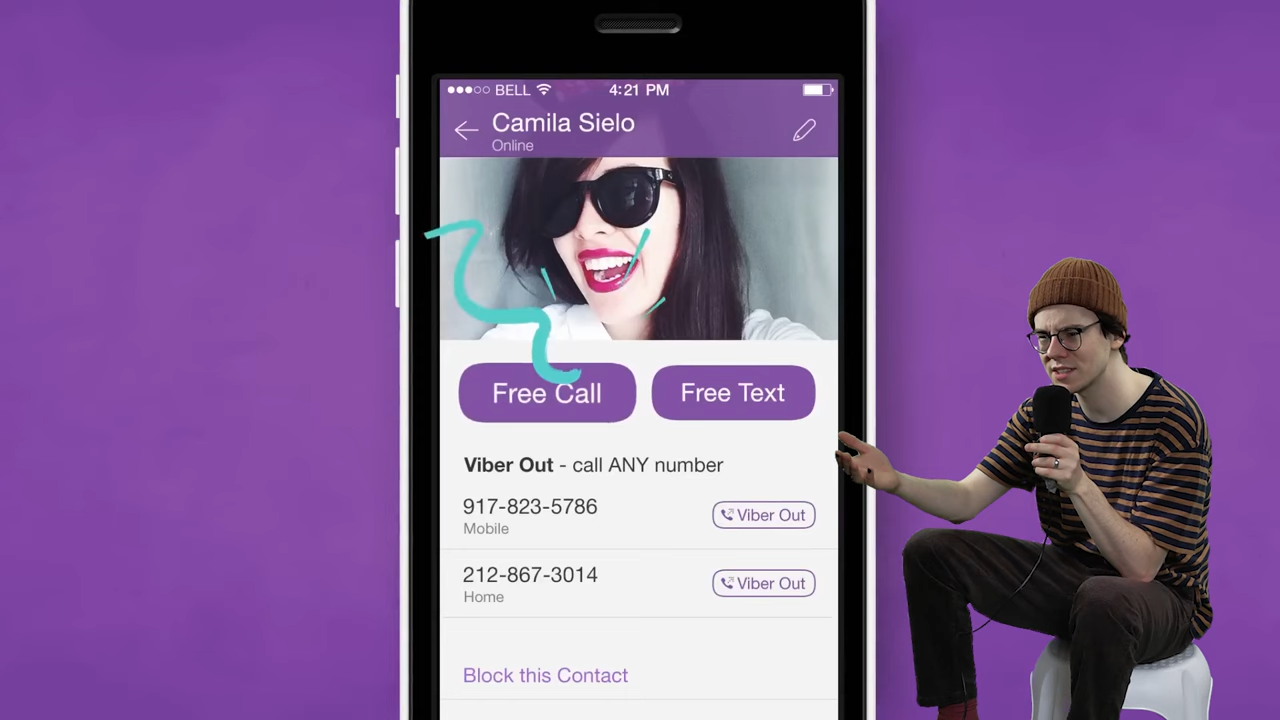 BELL 4:21 PM
Camila Sielo
Online
Free Call Free Text
Viber Out - call ANY number
917-823-5786
Mobile
Viber Out
212-867-3014
Home
Viber Out
Block this Contact